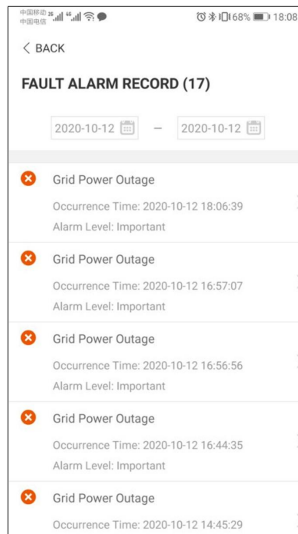 中国移动 26
中国电信 68% 18:08
BACK
FAULT ALARM RECORD (17)
2020-10-12 – 2020-10-12
Grid Power Outage
Occurrence Time: 2020-10-12 18:06:39
Alarm Level: Important
Grid Power Outage
Occurrence Time: 2020-10-12 16:57:07
Alarm Level: Important
Grid Power Outage
Occurrence Time: 2020-10-12 16:56:56
Alarm Level: Important
Grid Power Outage
Occurrence Time: 2020-10-12 16:44:35
Alarm Level: Important
Grid Power Outage
Occurrence Time: 2020-10-12 14:45:29